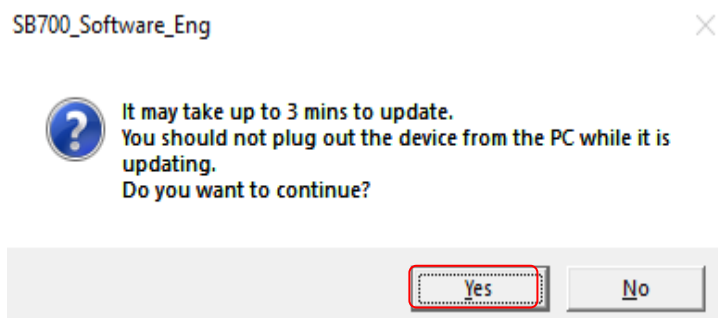 SB700_Software_Eng
It may take up to 3 mins to update.
You should not plug out the device from the PC while it is
updating.
Do you want to continue?
Yes
No